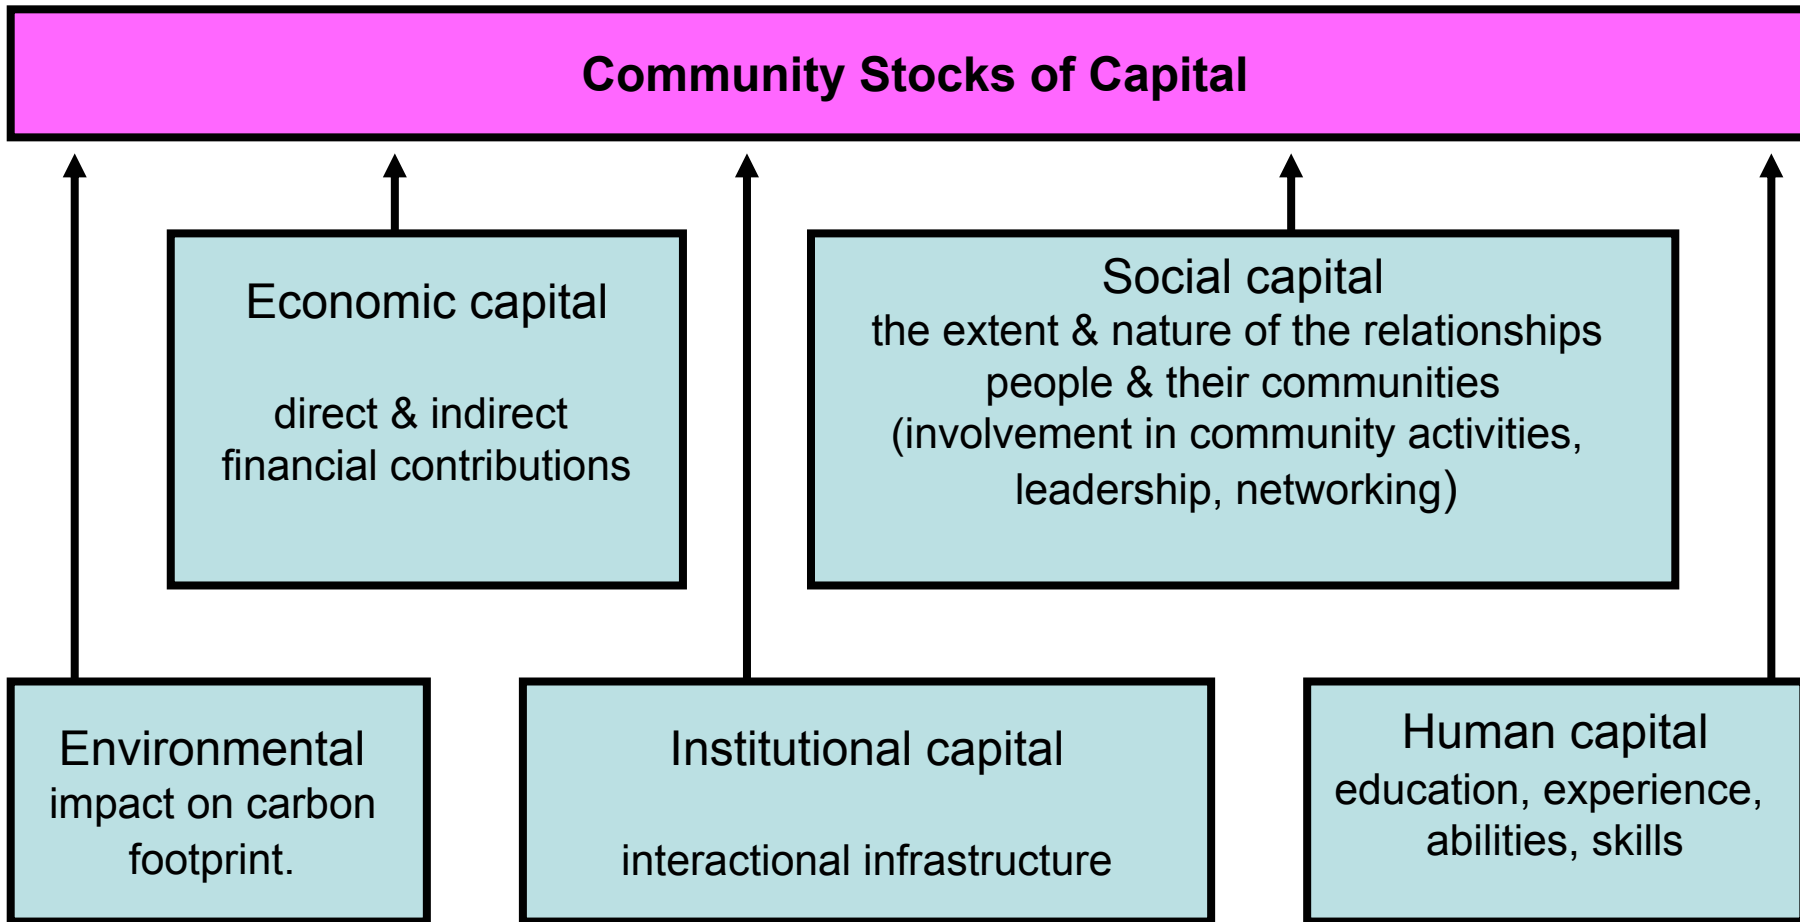 Community Stocks of Capital
Economic capital
direct & indirect
financial contributions
Social capital
the extent & nature of the relationships
people & their communities
(involvement in community activities,
leadership, networking)
Environmental
impact on carbon
footprint.
Institutional capital
interactional infrastructure
Human capital
education, experience,
abilities, skills